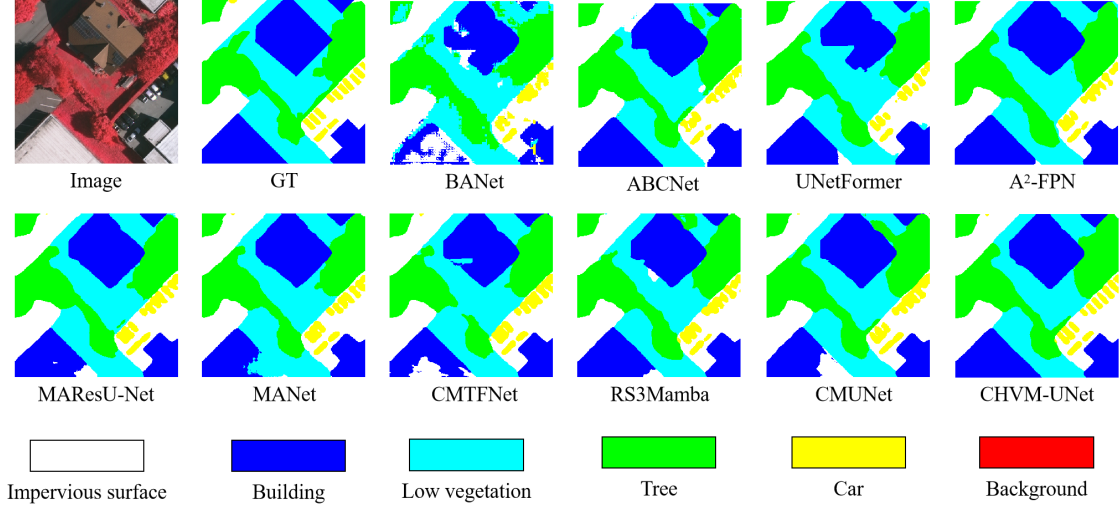 Image
GT
BANet
ABCNet
UNetFormer
A²-FPN
MAResU-Net
MANet
CMTFNet
RS3Mamba
CMUNet
CHVM-UNet
Impervious surface
Building
Low vegetation
Tree
Car
Background